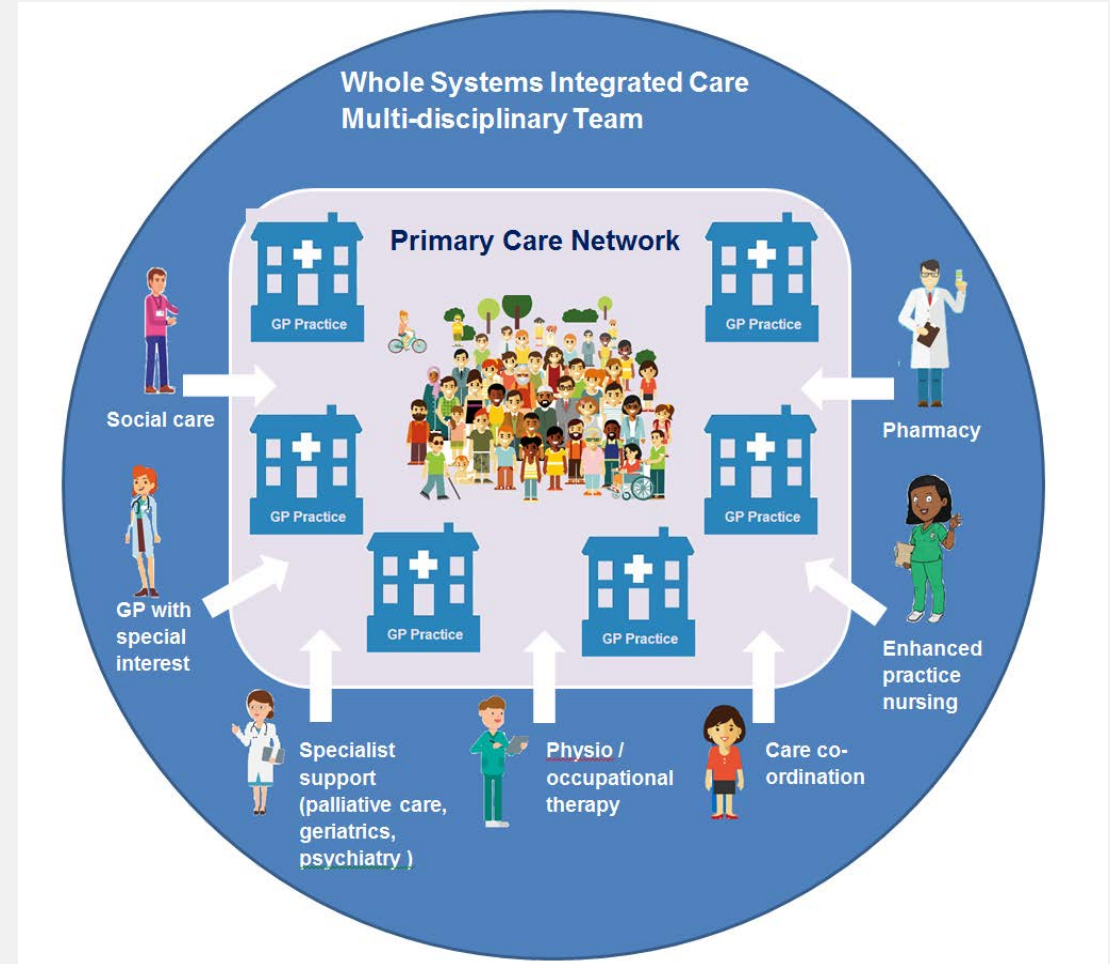 Whole Systems Integrated Care
Multi-disciplinary Team
Primary Care Network
GP Practice
GP Practice
Social care
Pharmacy
GP Practice
GP Practice
GP with
special
interest
GP Practice
GP Practice
Enhanced
practice
nursing
Specialist
support
(palliative care,
geriatrics,
psychiatry )
Physio /
occupational
therapy
Care co-
ordination